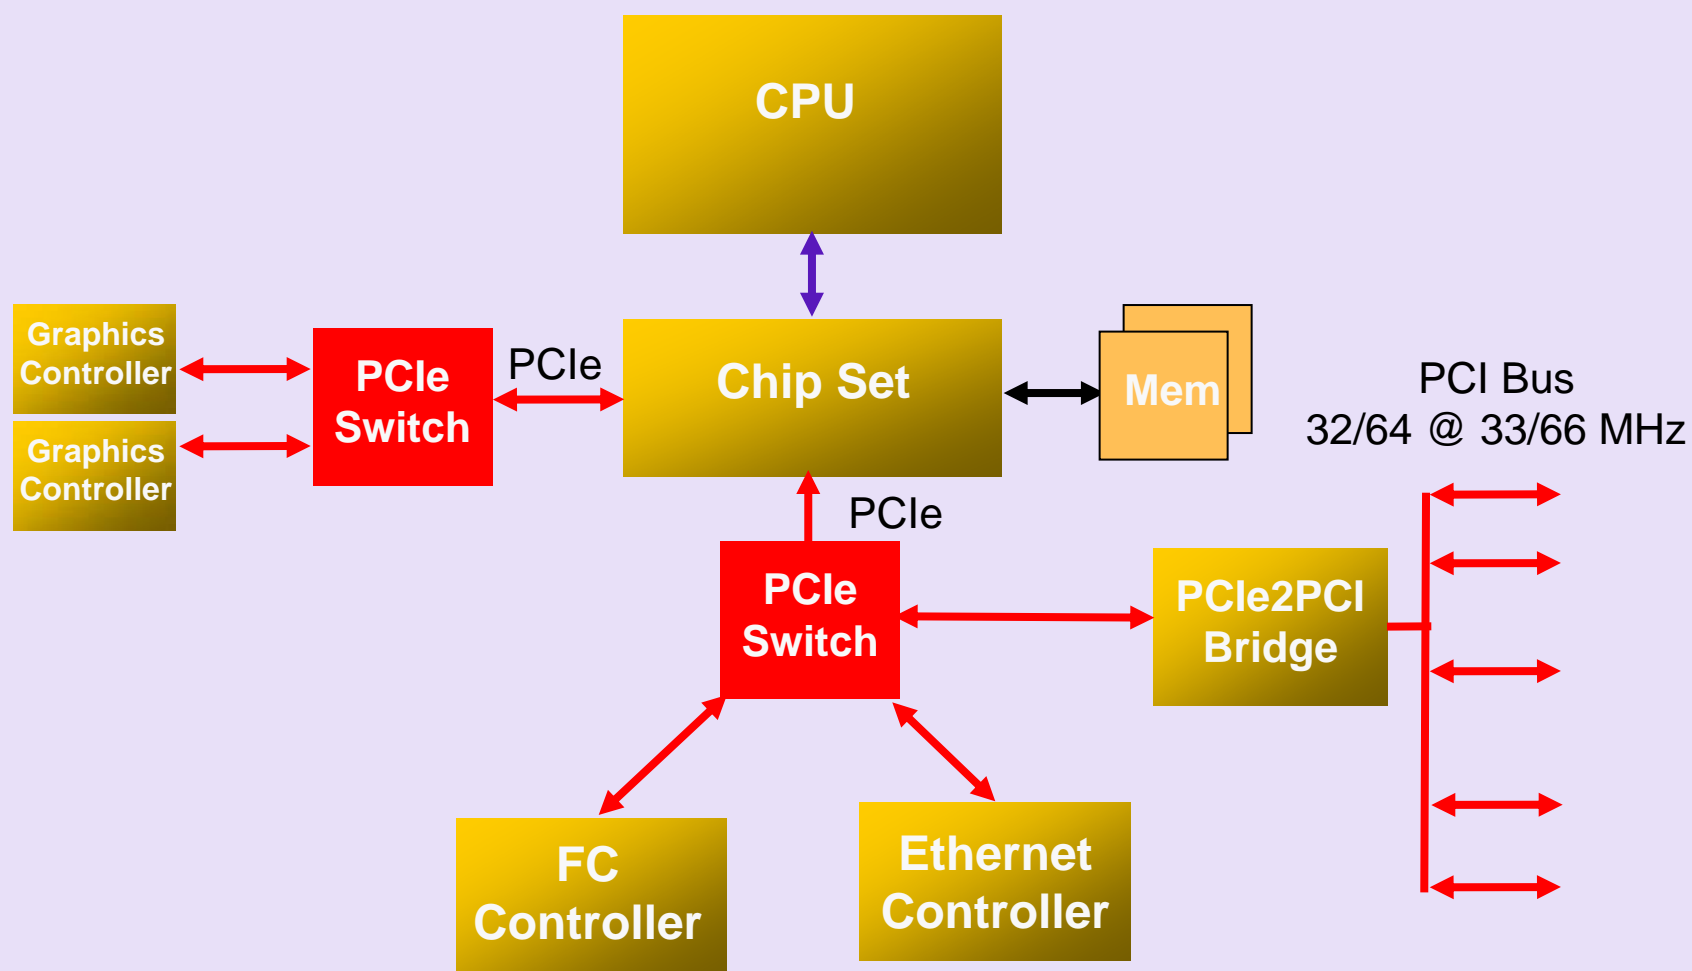 CPU
Graphics
Controller
PCIe
Switch
PCIe
Chip Set
Mem
PCI Bus
32/64 @ 33/66 MHz
Graphics
Controller
PCIe
PCIe
Switch
PCIe2PCI
Bridge
FC
Controller
Ethernet
Controller